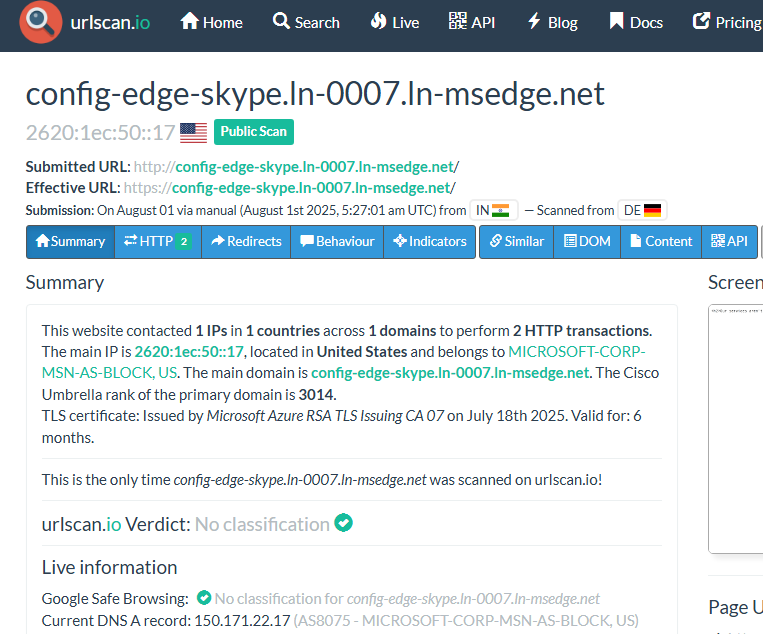 urlscan.io Home Search Live API Blog Docs Pricing
config-edge-skype.ln-0007.ln-msedge.net
2620:1ec:50::17 Public Scan
Submitted URL: http://config-edge-skype.ln-0007.ln-msedge.net/
Effective URL: https://config-edge-skype.ln-0007.ln-msedge.net/
Submission: On August 01 via manual (August 1st 2025, 5:27:01 am UTC) from IN — Scanned from DE
Summary HTTP 2 Redirects Behaviour Indicators Similar DOM Content API
Summary
Screen
This website contacted 1 IPs in 1 countries across 1 domains to perform 2 HTTP transactions.
The main IP is 2620:1ec:50::17, located in United States and belongs to MICROSOFT-CORP-
MSN-AS-BLOCK, US. The main domain is config-edge-skype.ln-0007.ln-msedge.net. The Cisco
Umbrella rank of the primary domain is 3014.
TLS certificate: Issued by Microsoft Azure RSA TLS Issuing CA 07 on July 18th 2025. Valid for: 6
months.
This is the only time config-edge-skype.ln-0007.ln-msedge.net was scanned on urlscan.io!
urlscan.io Verdict: No classification
Live information
Google Safe Browsing: No classification for config-edge-skype.ln-0007.ln-msedge.net
Page U
Current DNS A record: 150.171.22.17 (AS8075 - MICROSOFT-CORP-MSN-AS-BLOCK, US)